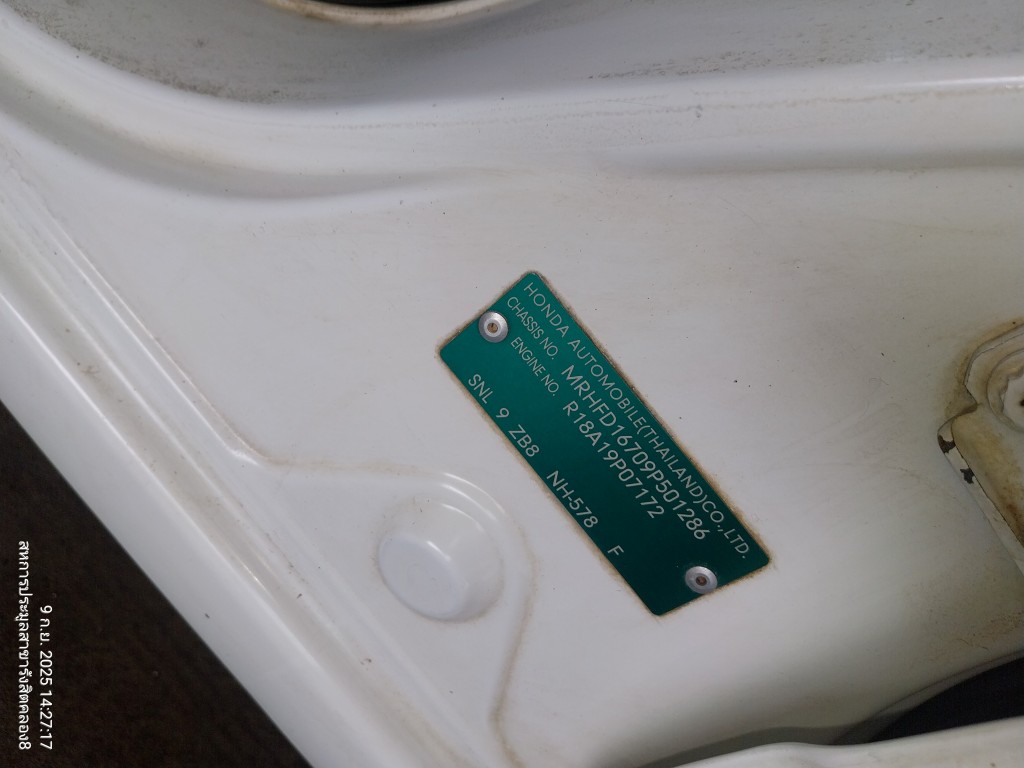 HONDA AUTOMOBILE(THAILAND)CO.,LTD.
CHASSIS NO. MRHFD16709P501286
ENGINE NO. R18A19P07172
SNL 9 ZB8 NH-578 F
9 ก.ย. 2025 14:27:17
สหการประมูลสาขารังสิตคลอง8